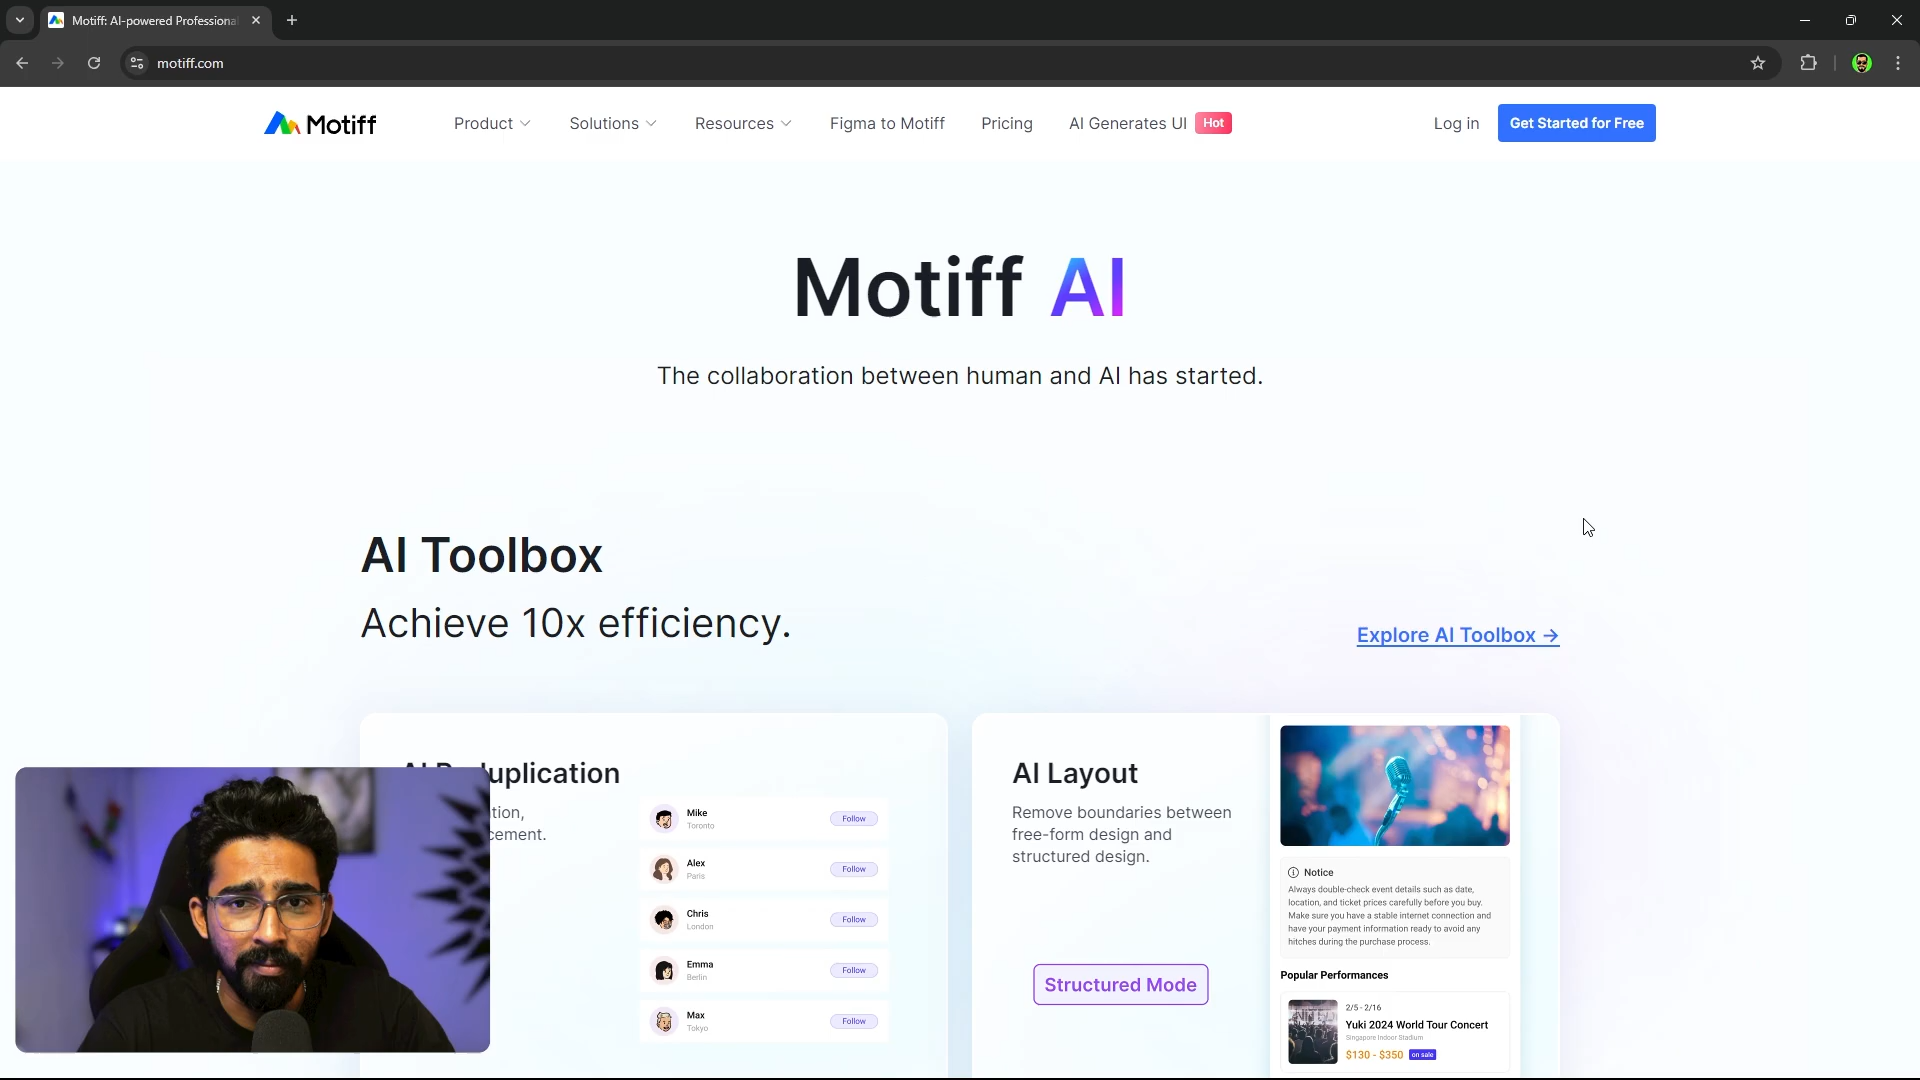 Motiff: AI-powered Professional
motiff.com
Motiff
Product
Solutions
Resources
Figma to Motiff
Pricing
AI Generates UI Hot
Log in
Get Started for Free
Motiff AI
The collaboration between human and AI has started.
AI Toolbox
Achieve 10x efficiency.
Explore AI Toolbox →
AI Layout
Remove boundaries between
free-form design and
structured design.
Structured Mode
Mike
Toronto
Follow
Alex
Paris
Follow
Chris
London
Follow
Emma
Berlin
Follow
Max
Tokyo
Follow
Notice
Always double-check event details such as date,
location, and ticket prices carefully before you buy.
Make sure you have a stable internet connection and
have your payment information ready to avoid any
hitches during the purchase process.
Popular Performances
2/5 - 2/16
Yuki 2024 World Tour Concert
Singapore Indoor Stadium
$130 - $350 on sale